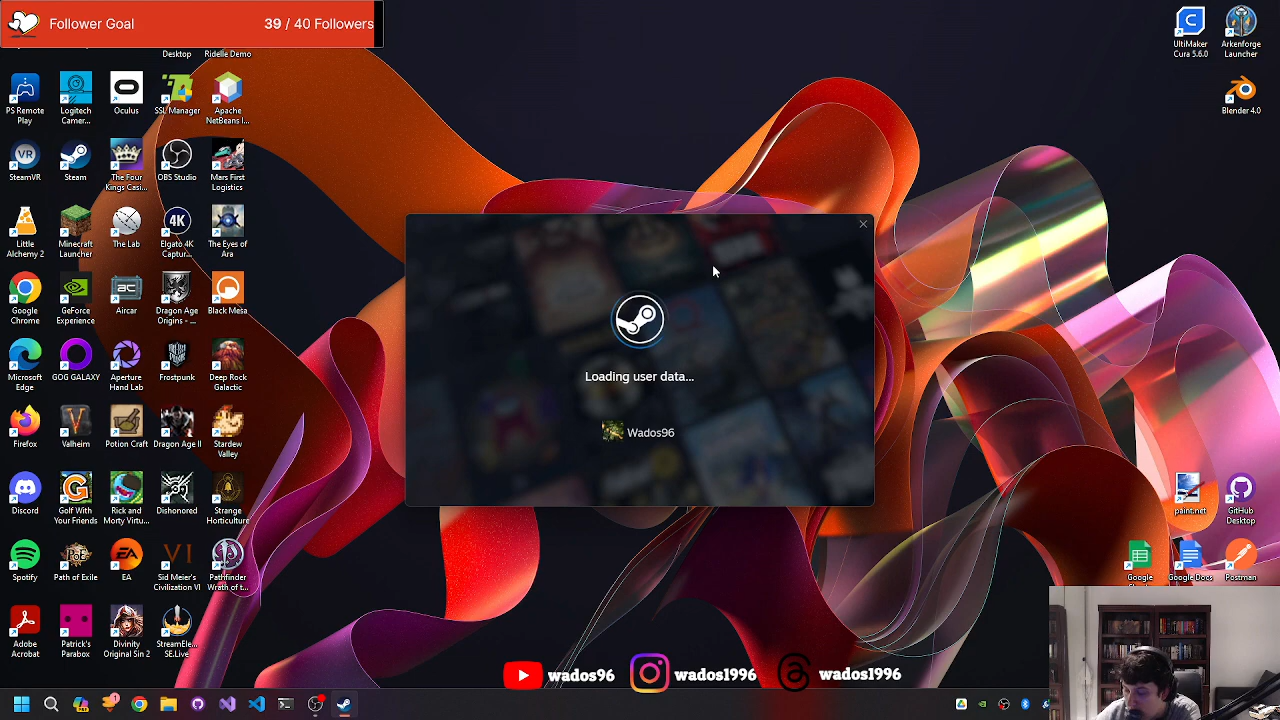 Follower Goal
39 / 40 Followers
Desktop
Ridelle Demo
UltiMaker
Cura 5.6.0
Arkenforge
Launcher
PS Remote
Play
Logitech
Camer...
Oculus
SSL Manager
Apache
NetBeans I...
Blender 4.0
VR
SteamVR
Steam
The Four
Kings Casi...
OBS Studio
Mars First
Logistics
4K
Little
Alchemy 2
Minecraft
Launcher
The Lab
Elgato 4K
Captur...
The Eyes of
Ara
ac
Google
Chrome
GeForce
Experience
Aircar
Dragon Age
Origins - ...
Black Mesa
Loading user data...
Wados96
Microsoft
Edge
GOG GALAXY
Aperture
Hand Lab
Frostpunk
Deep Rock
Galactic
Firefox
Valheim
Potion Craft
Dragon Age II
Stardew
Valley
Discord
Golf With
Your Friends
Rick and
Morty Virtu...
Dishonored
Strange
Horticulture
paint.net
GitHub
Desktop
Spotify
Path of Exile
EA
EA
VI
Sid Meier's
Civilization VI
Pathfinder
Wrath of t...
Google
Google Docs
Postman
Adobe
Acrobat
Patrick's
Parabox
Divinity
Original Sin 2
StreamEle...
SE.Live
wados96
wados1996
wados1996